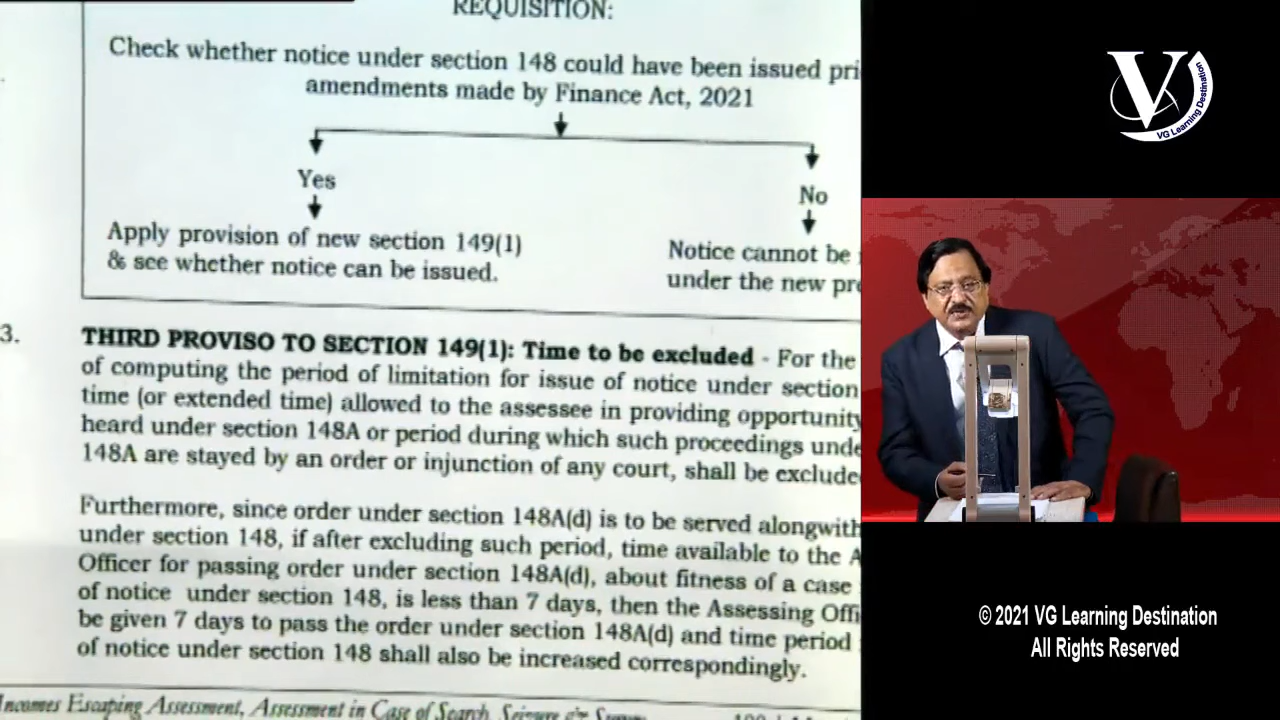 REQUISITION:
Check whether notice under section 148 could have been issued pri
amendments made by Finance Act, 2021
Yes
No
Apply provision of new section 149(1)
& see whether notice can be issued.
Notice cannot be
under the new pre
3.
THIRD PROVISO TO SECTION 149(1): Time to be excluded - For the
of computing the period of limitation for issue of notice under section
time (or extended time) allowed to the assessee in providing opportunity
heard under section 148A or period during which such proceedings unde
148A are stayed by an order or injunction of any court, shall be exclude
Furthermore, since order under section 148A(d) is to be served alongwith
under section 148, if after excluding such period, time available to the A
Officer for passing order under section 148A(d), about fitness of a case
of notice under section 148, is less than 7 days, then the Assessing Offi
be given 7 days to pass the order under section 148A(d) and time period
of notice under section 148 shall also be increased correspondingly.
Incomes Escaping Assessment, Assessment in Case of Search, Seizure
V
VG Learning Destination
© 2021 VG Learning Destination
All Rights Reserved